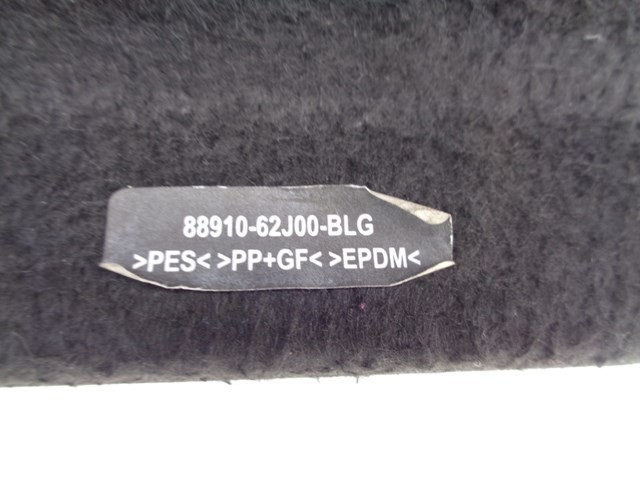 88910-62J00-BLG
>PES< >PP+GF< >EPDM<